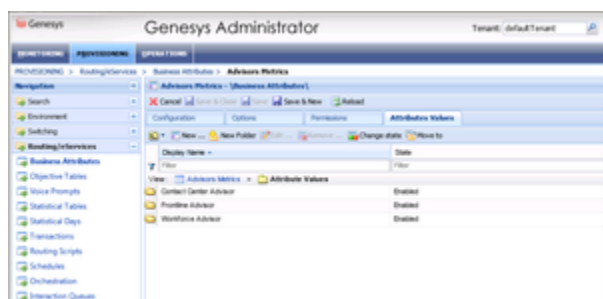 Genesys
Genesys Administrator
Tenant: defaultTenant
MONITORING PROVISIONING OPERATIONS
PROVISIONING > Routing/eServices > Business Attributes > Advisors Metrics
Navigation
Advisors Metrics - \Business Attributes\
Search
Cancel Save & Close Save Save & New Reload
Environment
Configuration Options Permissions Attributes Values
Switching
New ... New Folder Edit ... Remove ... Change state Move to
Routing/eServices
Display Name State
Business Attributes
Filter Filter
Objective Tables
View: Advisors Metrics > Attribute Values
Voice Prompts
Contact Center Advisor Enabled
Statistical Tables
Frontline Advisor Enabled
Statistical Days
Workforce Advisor Enabled
Transactions
Routing Scripts
Schedules
Orchestration
Interaction Queues